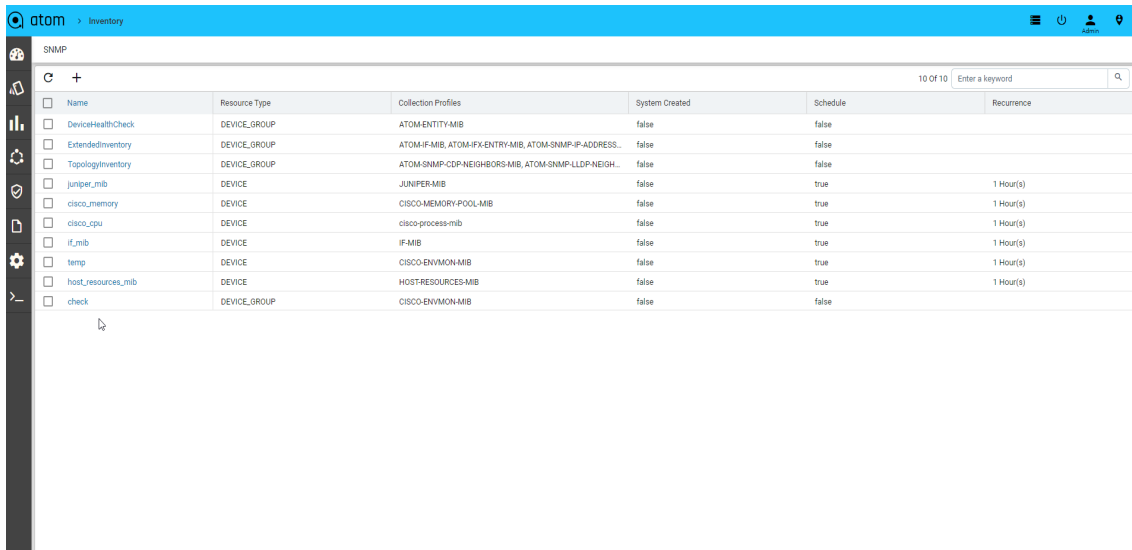 atom > Inventory
Admin
SNMP
10 Of 10 Enter a keyword
Name Resource Type Collection Profiles System Created Schedule Recurrence
DeviceHealthCheck DEVICE_GROUP ATOM-ENTITY-MIB false false
ExtendedInventory DEVICE_GROUP ATOM-IF-MIB, ATOM-IFX-ENTRY-MIB, ATOM-SNMP-IP-ADDRESS... false false
TopologyInventory DEVICE_GROUP ATOM-SNMP-CDP-NEIGHBORS-MIB, ATOM-SNMP-LLDP-NEIGH... false false
juniper_mib DEVICE JUNIPER-MIB false true 1 Hour(s)
cisco_memory DEVICE CISCO-MEMORY-POOL-MIB false true 1 Hour(s)
cisco_cpu DEVICE cisco-process-mib false true 1 Hour(s)
if_mib DEVICE IF-MIB false true 1 Hour(s)
temp DEVICE CISCO-ENVMON-MIB false true 1 Hour(s)
host_resources_mib DEVICE HOST-RESOURCES-MIB false true 1 Hour(s)
check DEVICE_GROUP CISCO-ENVMON-MIB false false